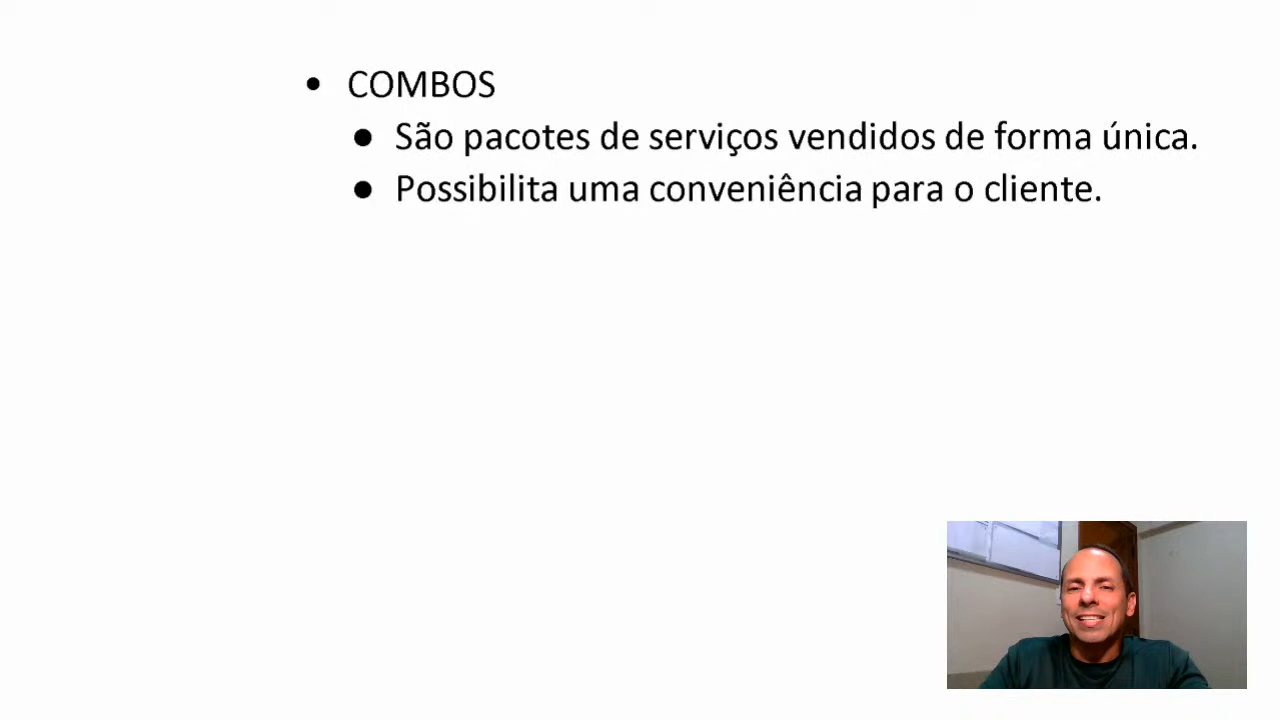 • COMBOS
● São pacotes de serviços vendidos de forma única.
● Possibilita uma conveniência para o cliente.